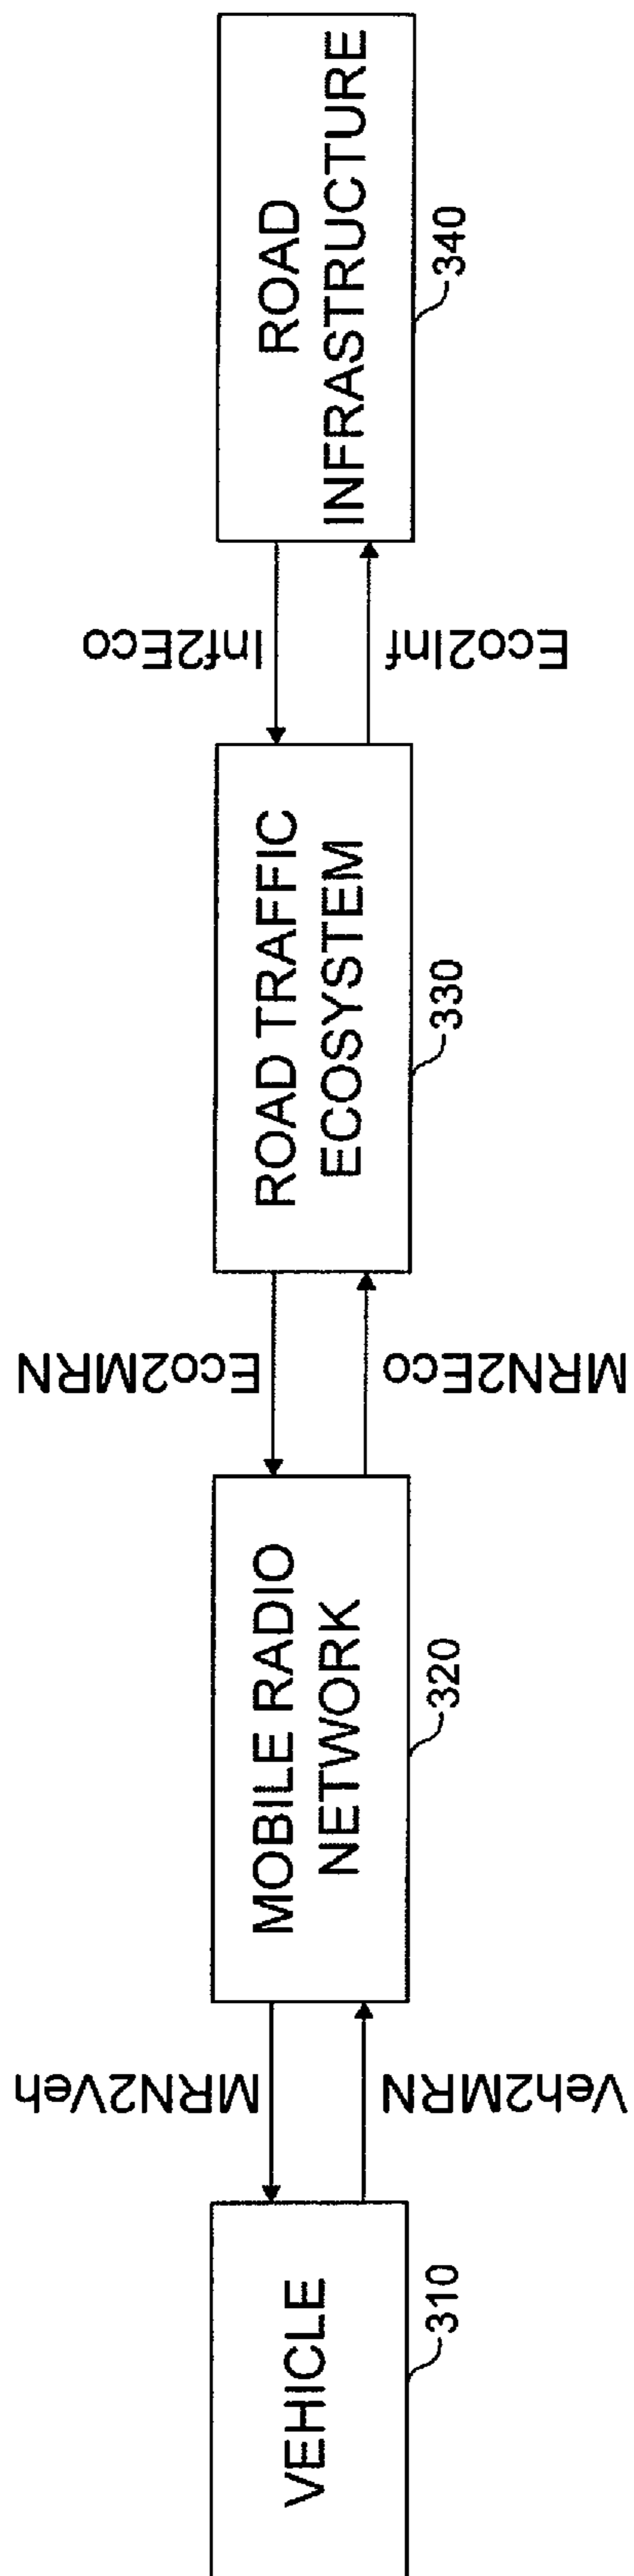 VEHICLE
310
MRN2Veh
Veh2MRN
MOBILE RADIO
NETWORK
320
Eco2MRN
MRN2Eco
ROAD TRAFFIC
ECOSYSTEM
330
Inf2Eco
Eco2Inf
ROAD
INFRASTRUCTURE
340